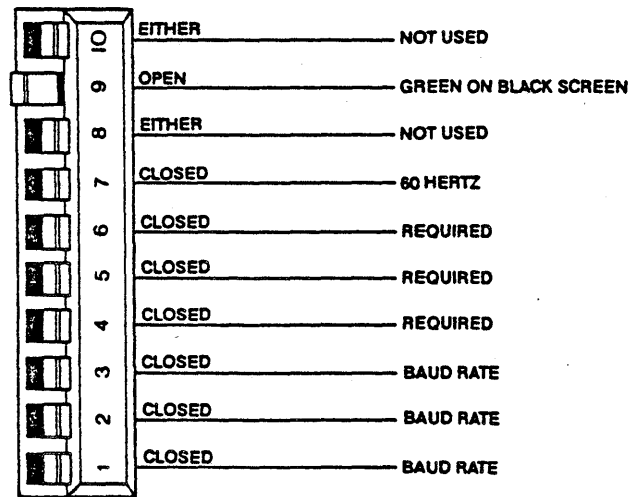 10 EITHER NOT USED
9 OPEN GREEN ON BLACK SCREEN
8 EITHER NOT USED
7 CLOSED 60 HERTZ
6 CLOSED REQUIRED
5 CLOSED REQUIRED
4 CLOSED REQUIRED
3 CLOSED BAUD RATE
2 CLOSED BAUD RATE
1 CLOSED BAUD RATE